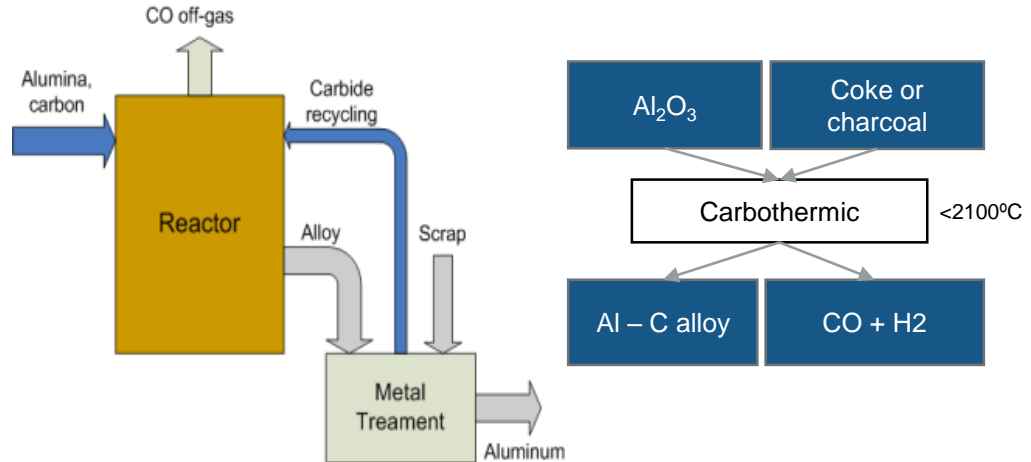 CO off-gas
Alumina,
carbon
Carbide
recycling
Reactor
Alloy
Scrap
Metal
Treament
Aluminum
Al₂O₃
Coke or
charcoal
Carbothermic
<2100ºC
Al – C alloy
CO + H2